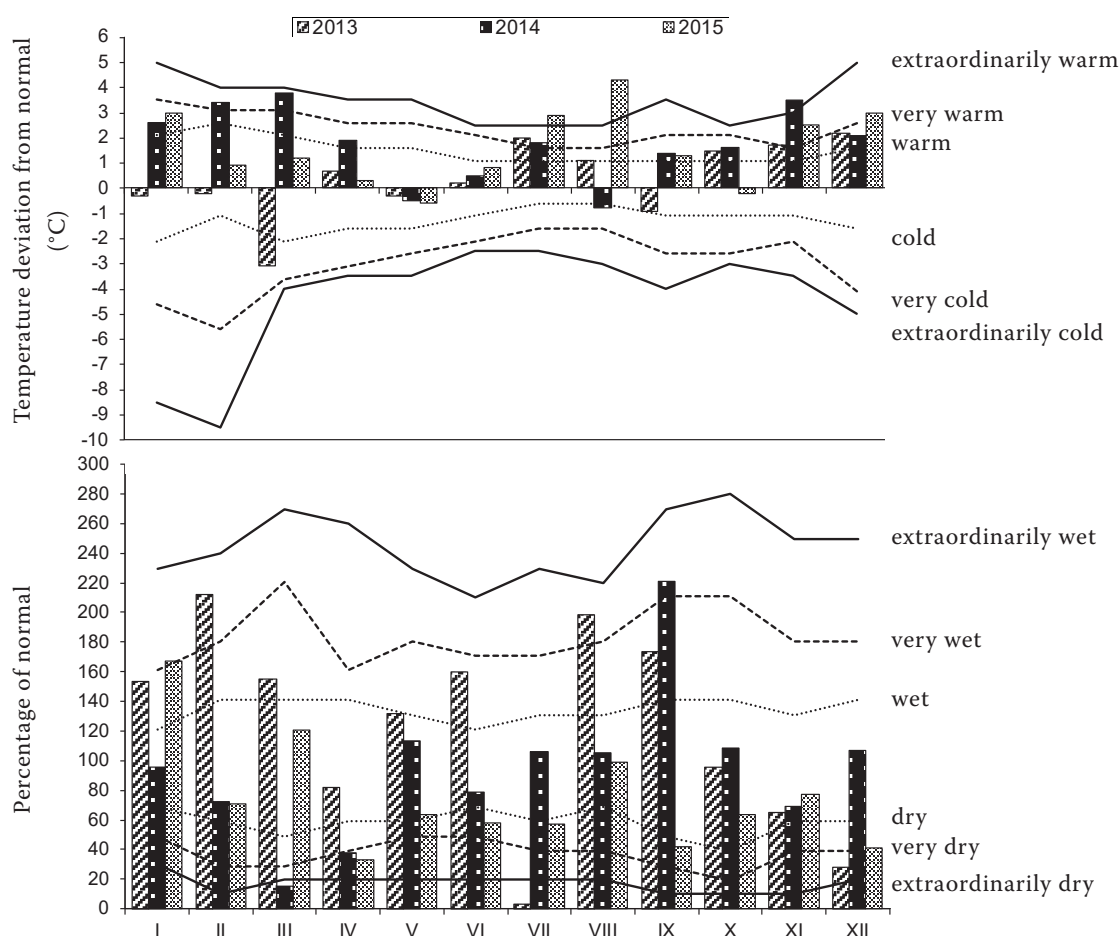 2013 2014 2015
Temperature deviation from normal
(°C)
6
5
4
3
2
1
0
-1
-2
-3
-4
-5
-6
-7
-8
-9
-10
extraordinarily warm
very warm
warm
cold
very cold
extraordinarily cold
Percentage of normal
300
280
260
240
220
200
180
160
140
120
100
80
60
40
20
0
extraordinarily wet
very wet
wet
dry
very dry
extraordinarily dry
I II III IV V VI VII VIII IX X XI XII